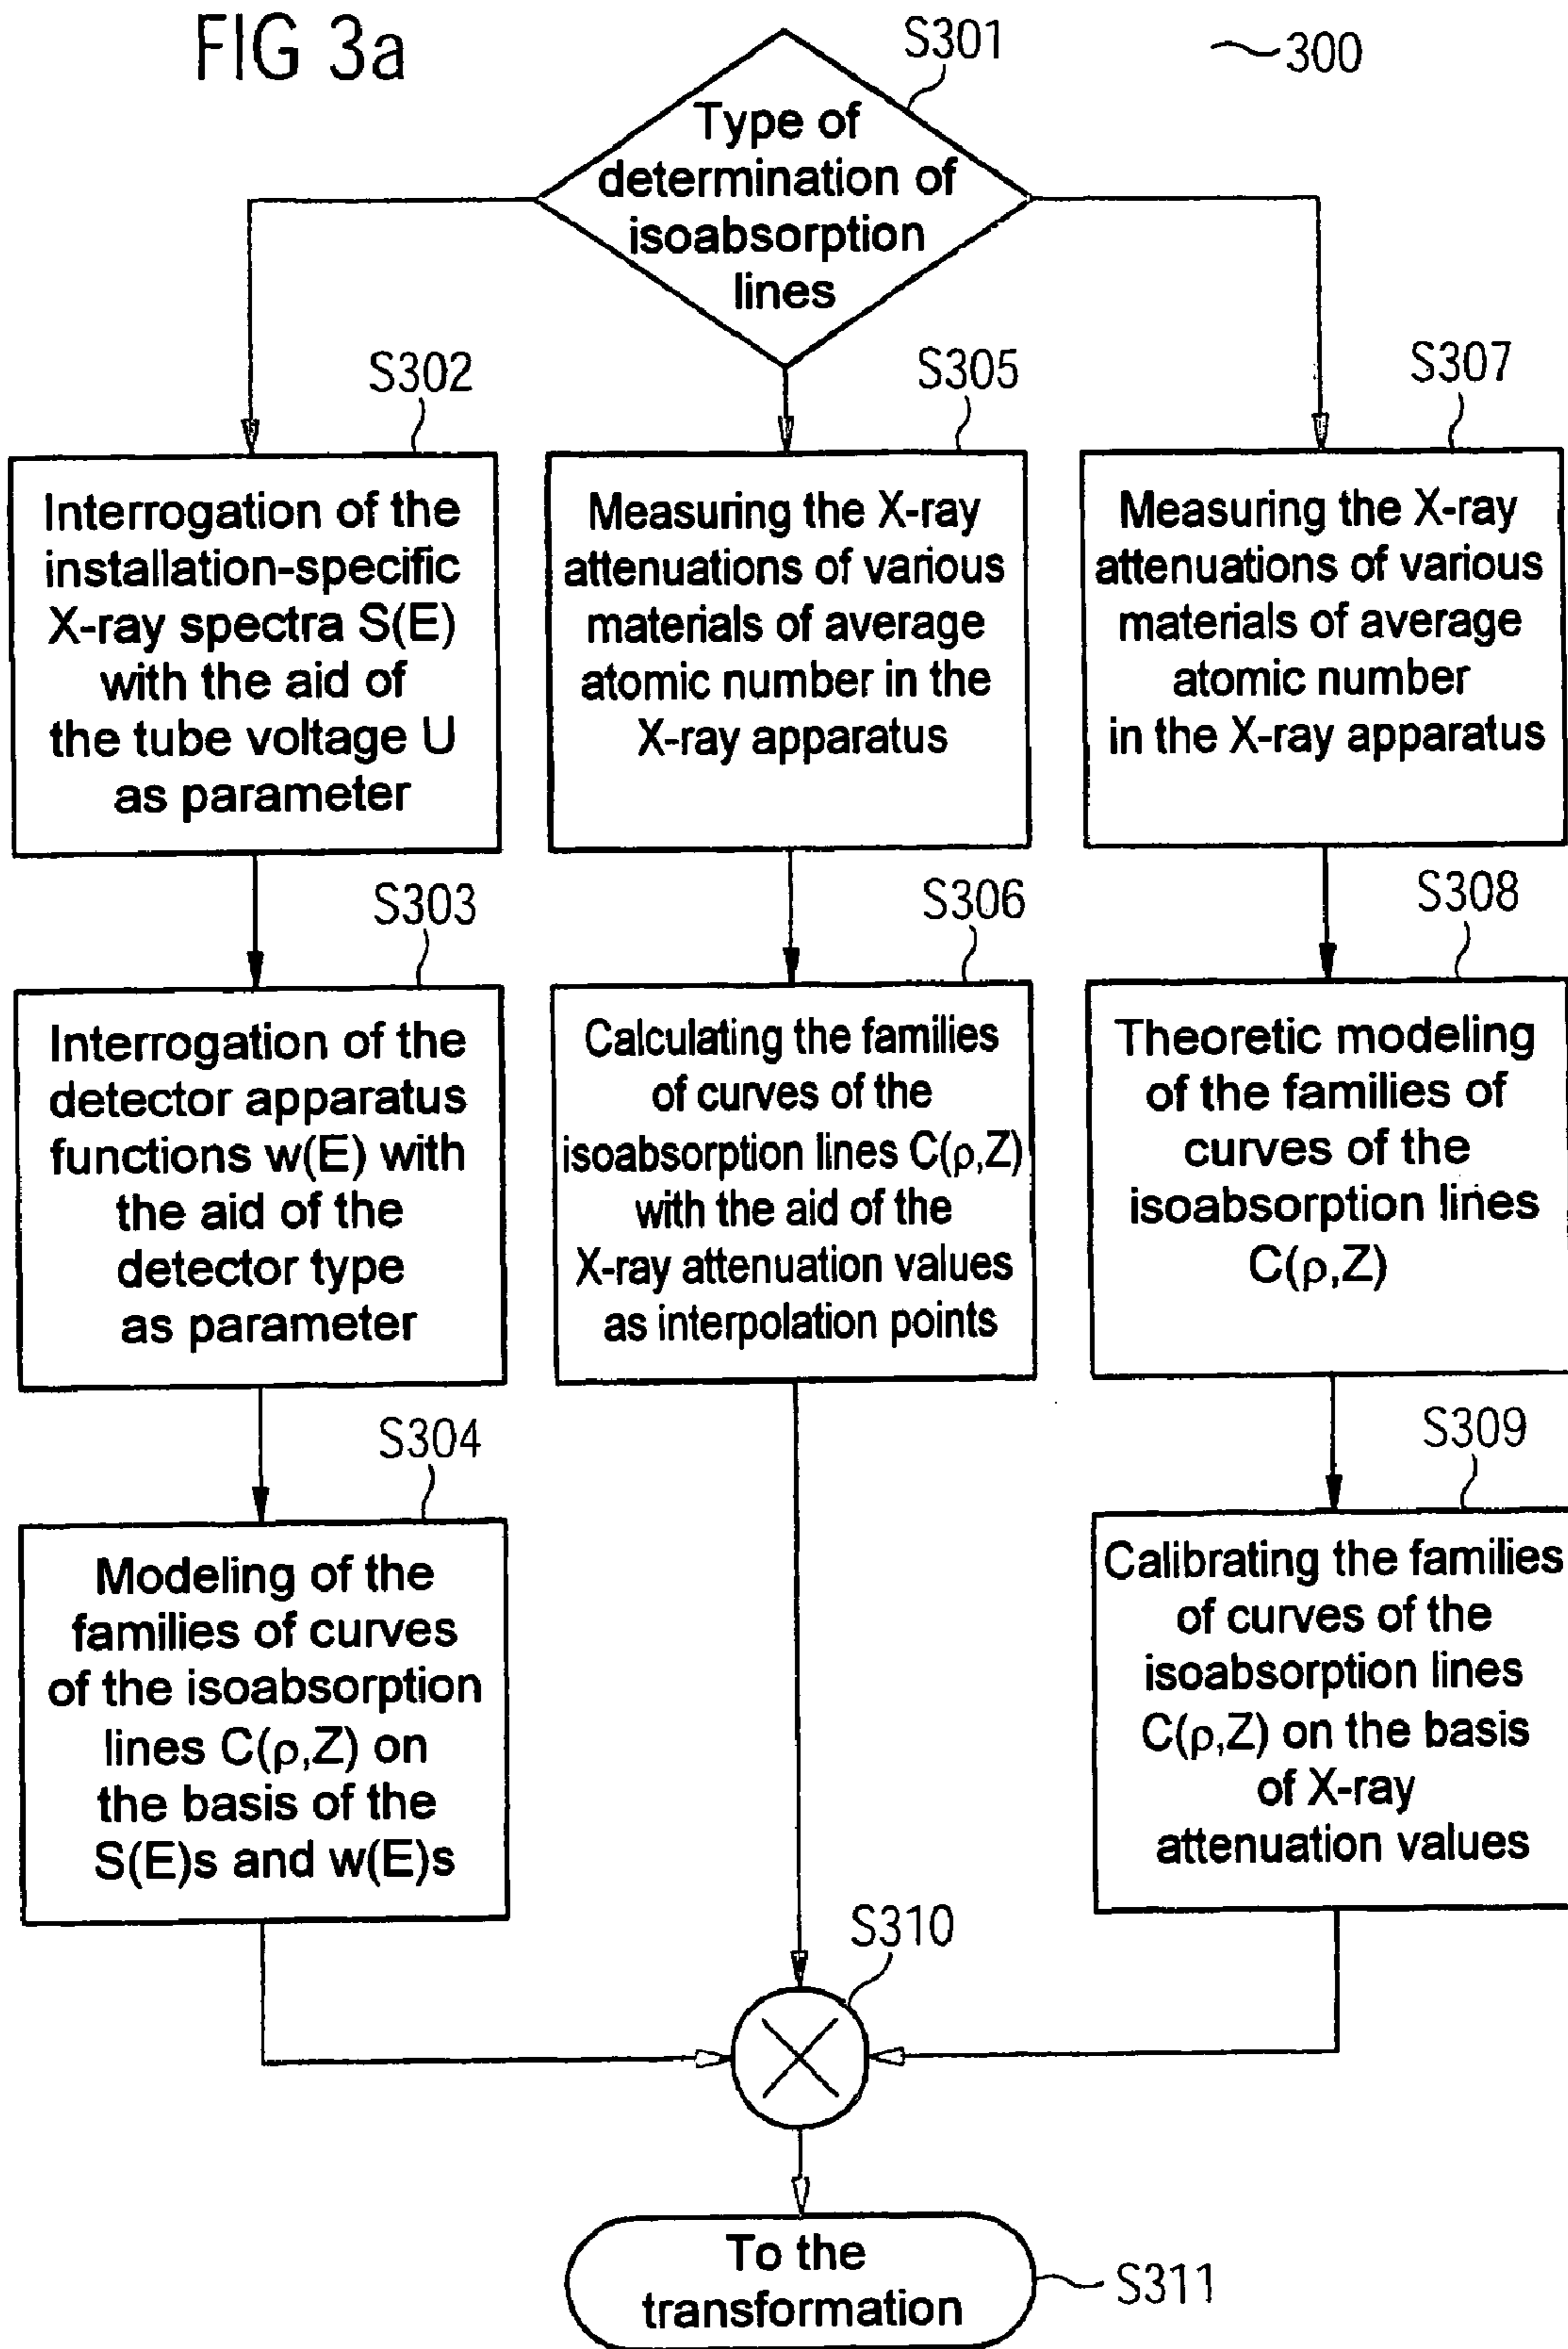 FIG 3a
S301
300
Type of
determination of
isoabsorption
lines
S302
Interrogation of the
installation-specific
X-ray spectra S(E)
with the aid of
the tube voltage U
as parameter
S305
Measuring the X-ray
attenuations of various
materials of average
atomic number in the
X-ray apparatus
S307
Measuring the X-ray
attenuations of various
materials of average
atomic number
in the X-ray apparatus
S303
Interrogation of the
detector apparatus
functions w(E) with
the aid of the
detector type
as parameter
S306
Calculating the families
of curves of the
isoabsorption lines C(ρ,Z)
with the aid of the
X-ray attenuation values
as interpolation points
S308
Theoretic modeling
of the families of
curves of the
isoabsorption lines
C(ρ,Z)
S304
Modeling of the
families of curves
of the isoabsorption
lines C(ρ,Z) on
the basis of the
S(E)s and w(E)s
S309
Calibrating the families
of curves of the
isoabsorption lines
C(ρ,Z) on the basis
of X-ray
attenuation values
S310
To the
transformation
S311